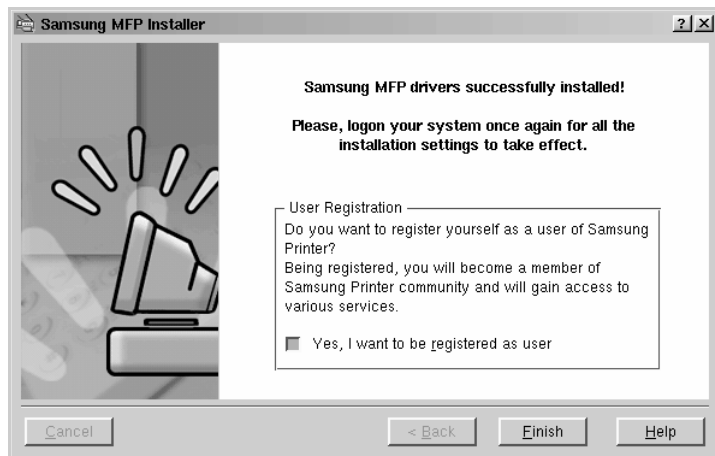 Samsung MFP Installer
? X
Samsung MFP drivers successfully installed!
Please, logon your system once again for all the
installation settings to take effect.
User Registration
Do you want to register yourself as a user of Samsung
Printer?
Being registered, you will become a member of
Samsung Printer community and will gain access to
various services.
Yes, I want to be registered as user
Cancel
< Back
Finish
Help